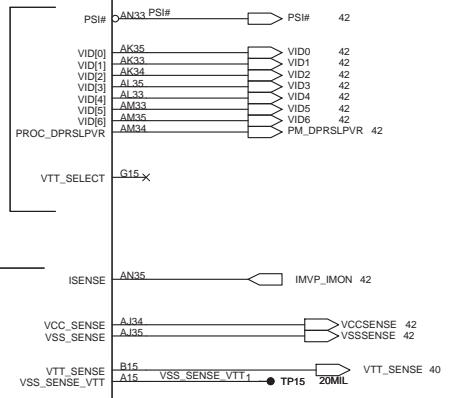 PSI# AN33 PSI# PSI# 42
VID[0] AK35 VID0 42
VID[1] AK33 VID1 42
VID[2] AK34 VID2 42
VID[3] AL35 VID3 42
VID[4] AL33 VID4 42
VID[5] AM33 VID5 42
VID[6] AM35 VID6 42
PROC_DPRSLPVR AM34 PM_DPRSLPVR 42
VTT_SELECT G15
ISENSE AN35 IMVP_IMON 42
VCC_SENSE AJ34 VCCSENSE 42
VSS_SENSE AJ35 VSSSENSE 42
VTT_SENSE B15 VTT_SENSE 40
VSS_SENSE_VTT A15 VSS_SENSE_VTT 1 TP15 20MIL